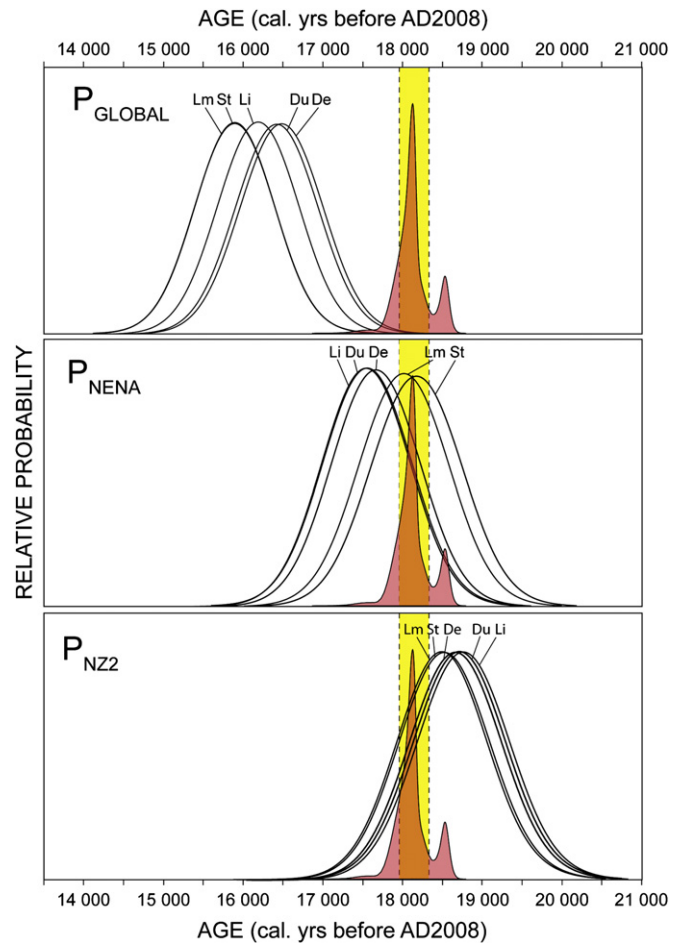 AGE (cal. yrs before AD2008)
14 000 15 000 16 000 17 000 18 000 19 000 20 000 21 000
P GLOBAL
Lm St Li Du De
RELATIVE PROBABILITY
P NENA
Li Du De Lm St
P NZ2
Lm St De Du Li
14 000 15 000 16 000 17 000 18 000 19 000 20 000 21 000
AGE (cal. yrs before AD2008)